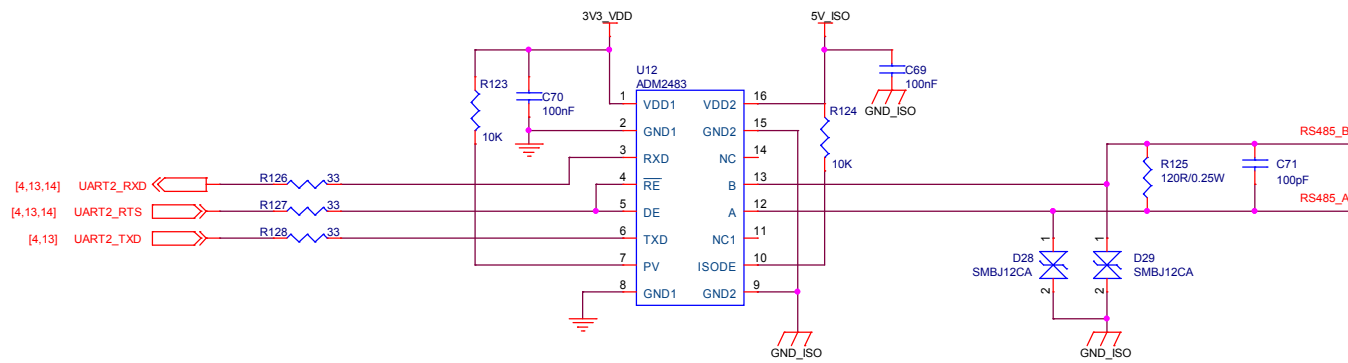 3V3_VDD
5V_ISO
U12
ADM2483
R123
10K
C70
100nF
C69
100nF
GND_ISO
R124
10K
1 VDD1
2 GND1
3 RXD
4 RE
5 DE
6 TXD
7 PV
8 GND1
VDD2 16
GND2 15
NC 14
B 13
A 12
NC1 11
ISODE 10
GND2 9
[4,13,14] UART2_RXD R126 33
[4,13,14] UART2_RTS R127 33
[4,13] UART2_TXD R128 33
RS485_B
R125
120R/0.25W
C71
100pF
RS485_A
1
D28
SMBJ12CA
2
1
D29
SMBJ12CA
2
GND_ISO
GND_ISO